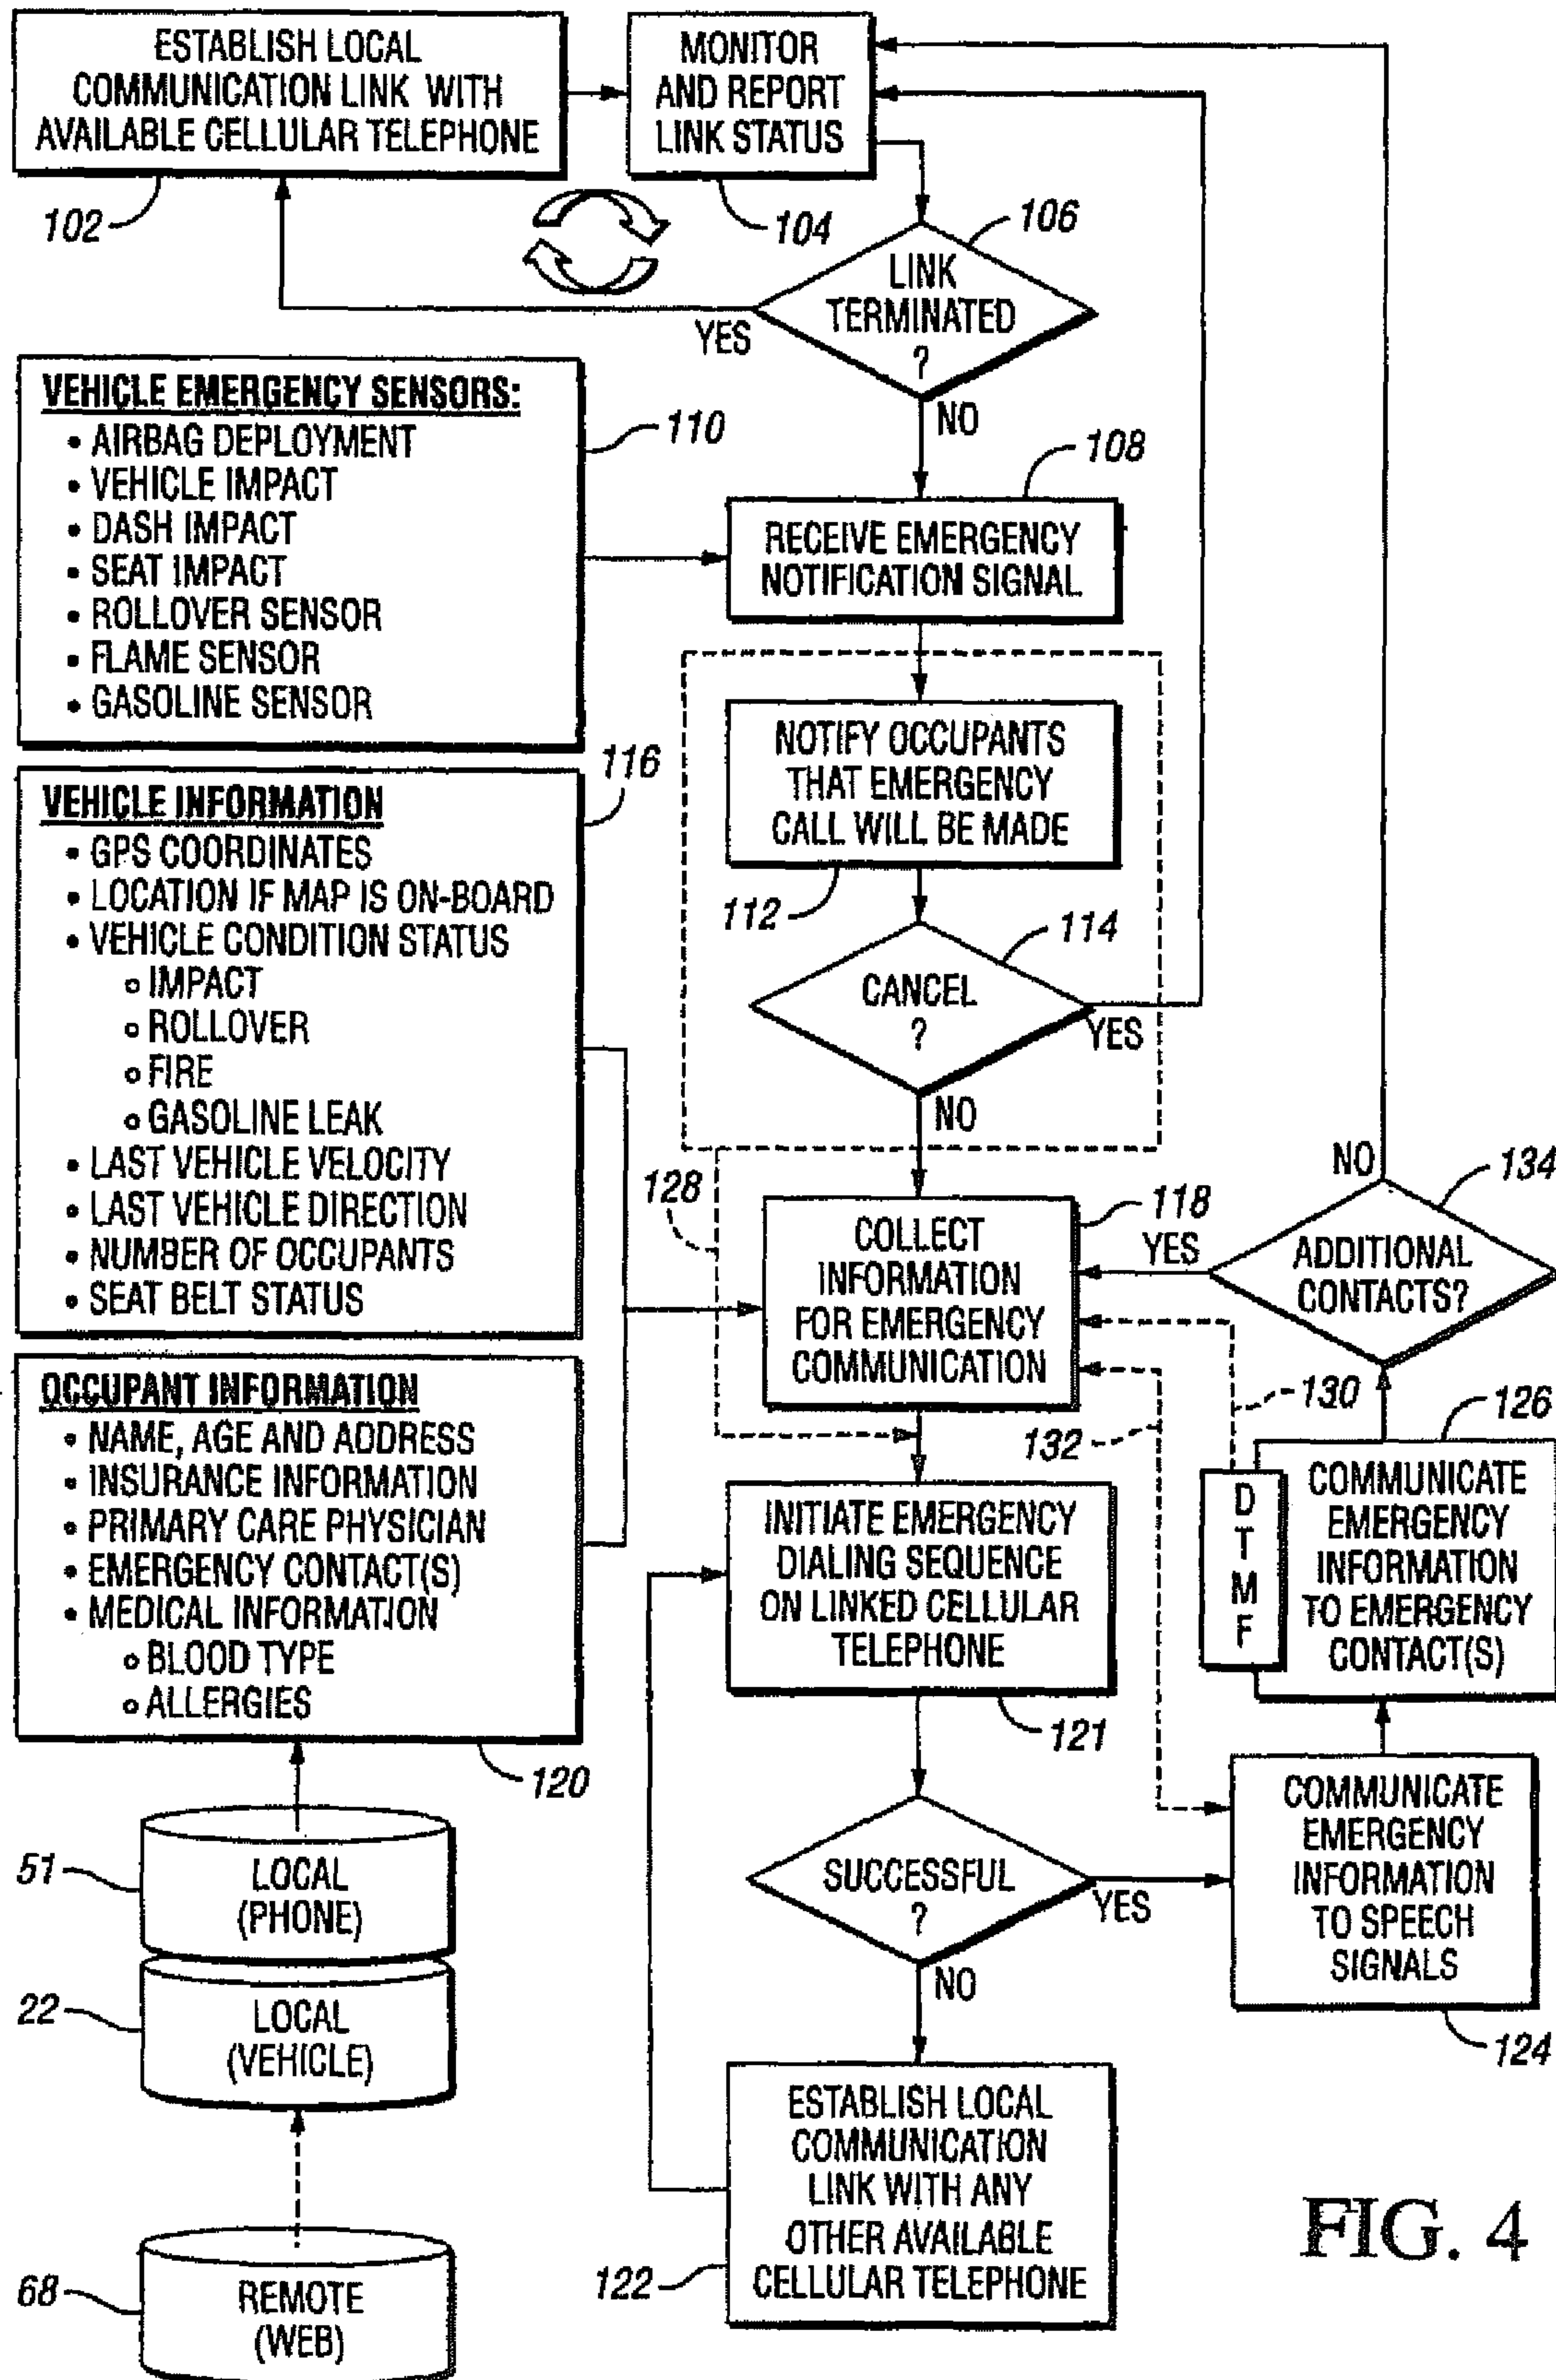 ESTABLISH LOCAL
COMMUNICATION LINK WITH
AVAILABLE CELLULAR TELEPHONE
102
MONITOR
AND REPORT
LINK STATUS
104
106
LINK
TERMINATED
?
YES
NO
VEHICLE EMERGENCY SENSORS:
• AIRBAG DEPLOYMENT
• VEHICLE IMPACT
• DASH IMPACT
• SEAT IMPACT
• ROLLOVER SENSOR
• FLAME SENSOR
• GASOLINE SENSOR
110
108
RECEIVE EMERGENCY
NOTIFICATION SIGNAL
NOTIFY OCCUPANTS
THAT EMERGENCY
CALL WILL BE MADE
112
114
CANCEL
?
YES
NO
116
VEHICLE INFORMATION
• GPS COORDINATES
• LOCATION IF MAP IS ON-BOARD
• VEHICLE CONDITION STATUS
o IMPACT
o ROLLOVER
o FIRE
o GASOLINE LEAK
• LAST VEHICLE VELOCITY
• LAST VEHICLE DIRECTION
• NUMBER OF OCCUPANTS
• SEAT BELT STATUS
128
118
COLLECT
INFORMATION
FOR EMERGENCY
COMMUNICATION
NO
134
YES
ADDITIONAL
CONTACTS?
130
132
126
OCCUPANT INFORMATION
• NAME, AGE AND ADDRESS
• INSURANCE INFORMATION
• PRIMARY CARE PHYSICIAN
• EMERGENCY CONTACT(S)
• MEDICAL INFORMATION
o BLOOD TYPE
o ALLERGIES
120
INITIATE EMERGENCY
DIALING SEQUENCE
ON LINKED CELLULAR
TELEPHONE
121
D
T
M
F
COMMUNICATE
EMERGENCY
INFORMATION
TO EMERGENCY
CONTACT(S)
51
LOCAL
(PHONE)
22
LOCAL
(VEHICLE)
68
REMOTE
(WEB)
SUCCESSFUL
?
YES
NO
COMMUNICATE
EMERGENCY
INFORMATION
TO SPEECH
SIGNALS
124
ESTABLISH LOCAL
COMMUNICATION
LINK WITH ANY
OTHER AVAILABLE
CELLULAR TELEPHONE
122
FIG. 4